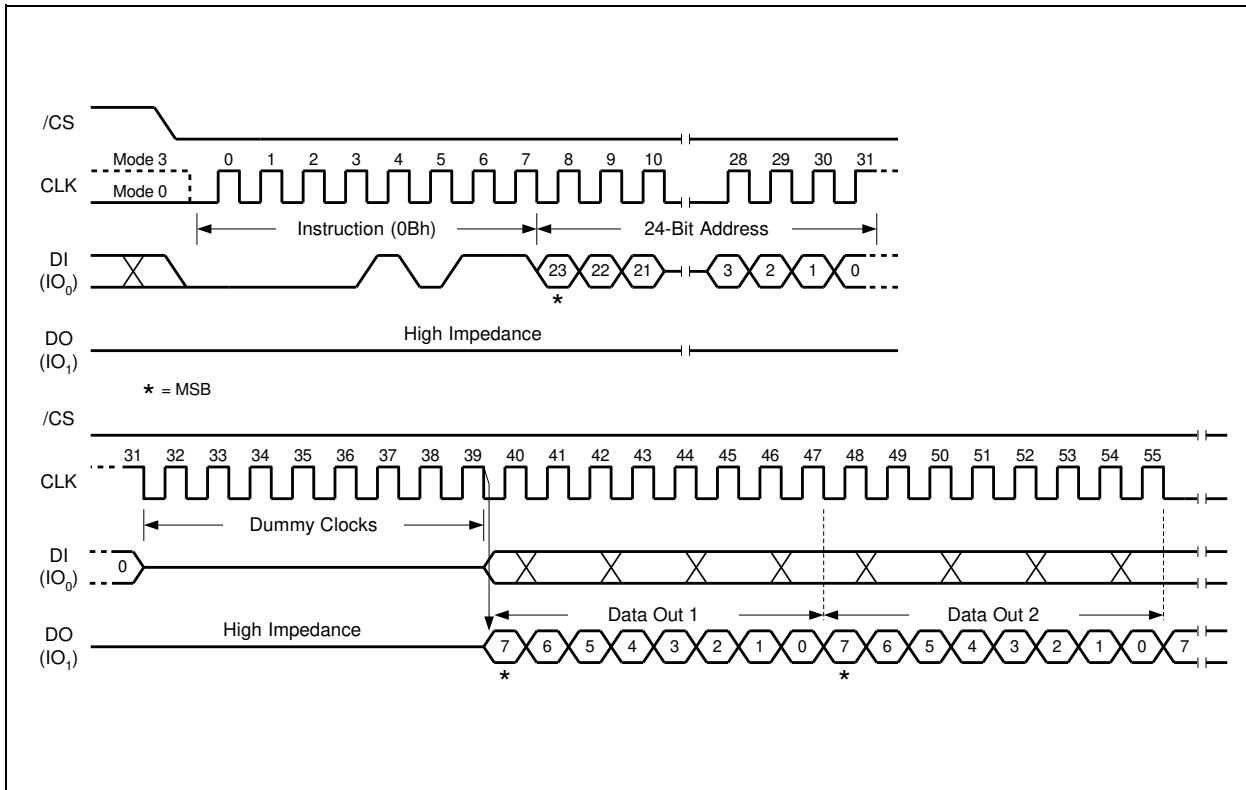 /CS
Mode 3 0 1 2 3 4 5 6 7 8 9 10 28 29 30 31
CLK
Mode 0
Instruction (0Bh) 24-Bit Address
DI
(IO0) 23 22 21 3 2 1 0
*
DO High Impedance
(IO1)
* = MSB
/CS
31 32 33 34 35 36 37 38 39 40 41 42 43 44 45 46 47 48 49 50 51 52 53 54 55
CLK
Dummy Clocks
DI
(IO0) 0
Data Out 1 Data Out 2
DO High Impedance
(IO1) 7 6 5 4 3 2 1 0 7 6 5 4 3 2 1 0 7
* *